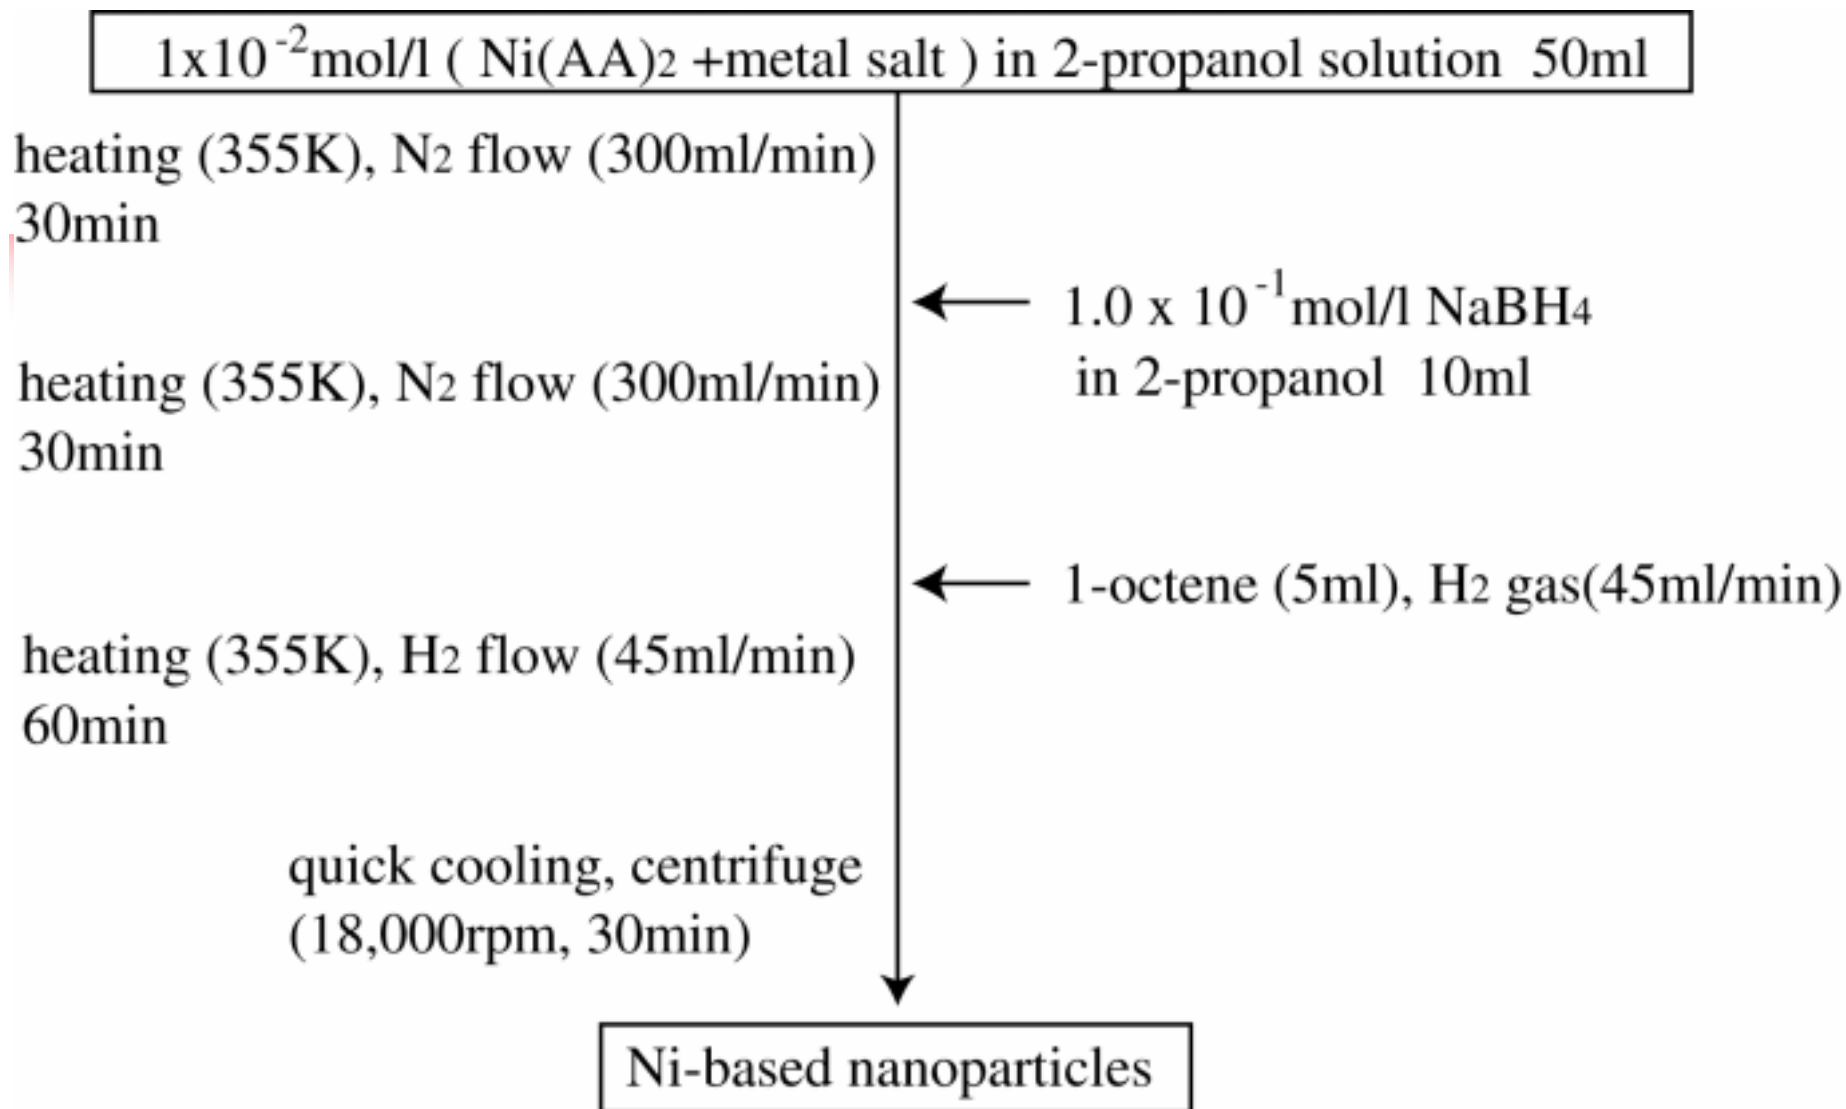 1x10⁻²mol/l ( Ni(AA)₂ +metal salt ) in 2-propanol solution 50ml
heating (355K), N₂ flow (300ml/min)
30min
1.0 x 10⁻¹mol/l NaBH₄
in 2-propanol 10ml
heating (355K), N₂ flow (300ml/min)
30min
1-octene (5ml), H₂ gas(45ml/min)
heating (355K), H₂ flow (45ml/min)
60min
quick cooling, centrifuge
(18,000rpm, 30min)
Ni-based nanoparticles